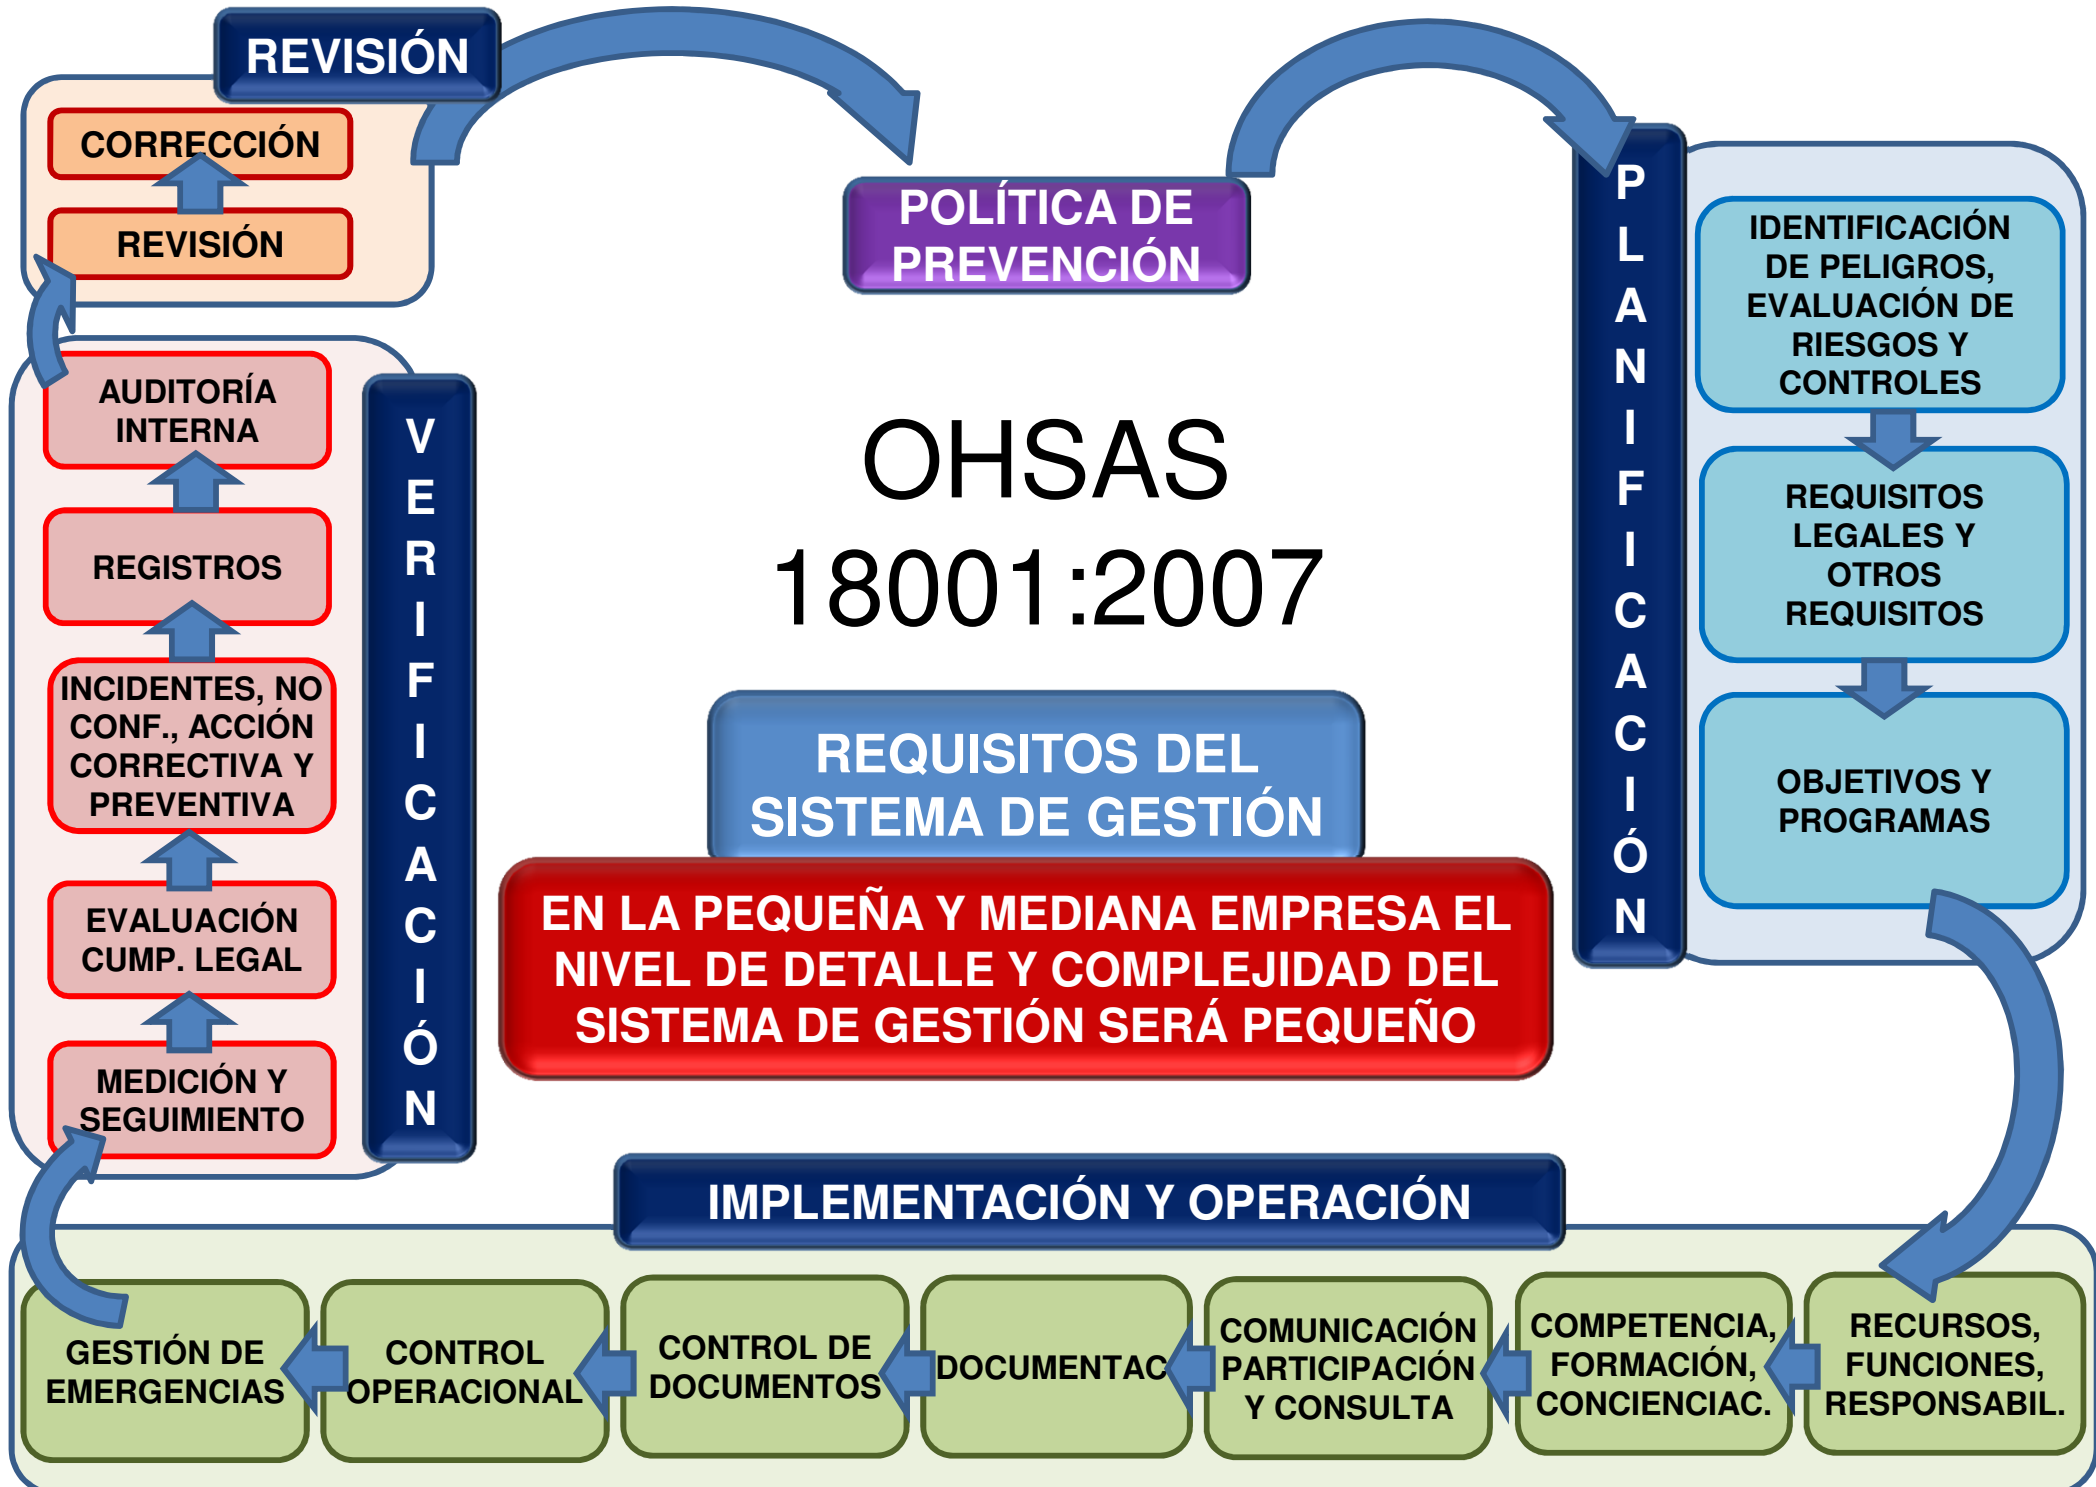 REVISIÓN
CORRECCIÓN
REVISIÓN
POLÍTICA DE
PREVENCIÓN
PLANIFICACIÓN
IDENTIFICACIÓN
DE PELIGROS,
EVALUACIÓN DE
RIESGOS Y
CONTROLES
REQUISITOS
LEGALES Y
OTROS
REQUISITOS
OBJETIVOS Y
PROGRAMAS
OHSAS
18001:2007
REQUISITOS DEL
SISTEMA DE GESTIÓN
EN LA PEQUEÑA Y MEDIANA EMPRESA EL
NIVEL DE DETALLE Y COMPLEJIDAD DEL
SISTEMA DE GESTIÓN SERÁ PEQUEÑO
AUDITORÍA
INTERNA
REGISTROS
INCIDENTES, NO
CONF., ACCIÓN
CORRECTIVA Y
PREVENTIVA
EVALUACIÓN
CUMP. LEGAL
MEDICIÓN Y
SEGUIMIENTO
VERIFICACIÓN
IMPLEMENTACIÓN Y OPERACIÓN
GESTIÓN DE
EMERGENCIAS
CONTROL
OPERACIONAL
CONTROL DE
DOCUMENTOS
DOCUMENTAC
COMUNICACIÓN
PARTICIPACIÓN
Y CONSULTA
COMPETENCIA,
FORMACIÓN,
CONCIENCIAC.
RECURSOS,
FUNCIONES,
RESPONSABIL.